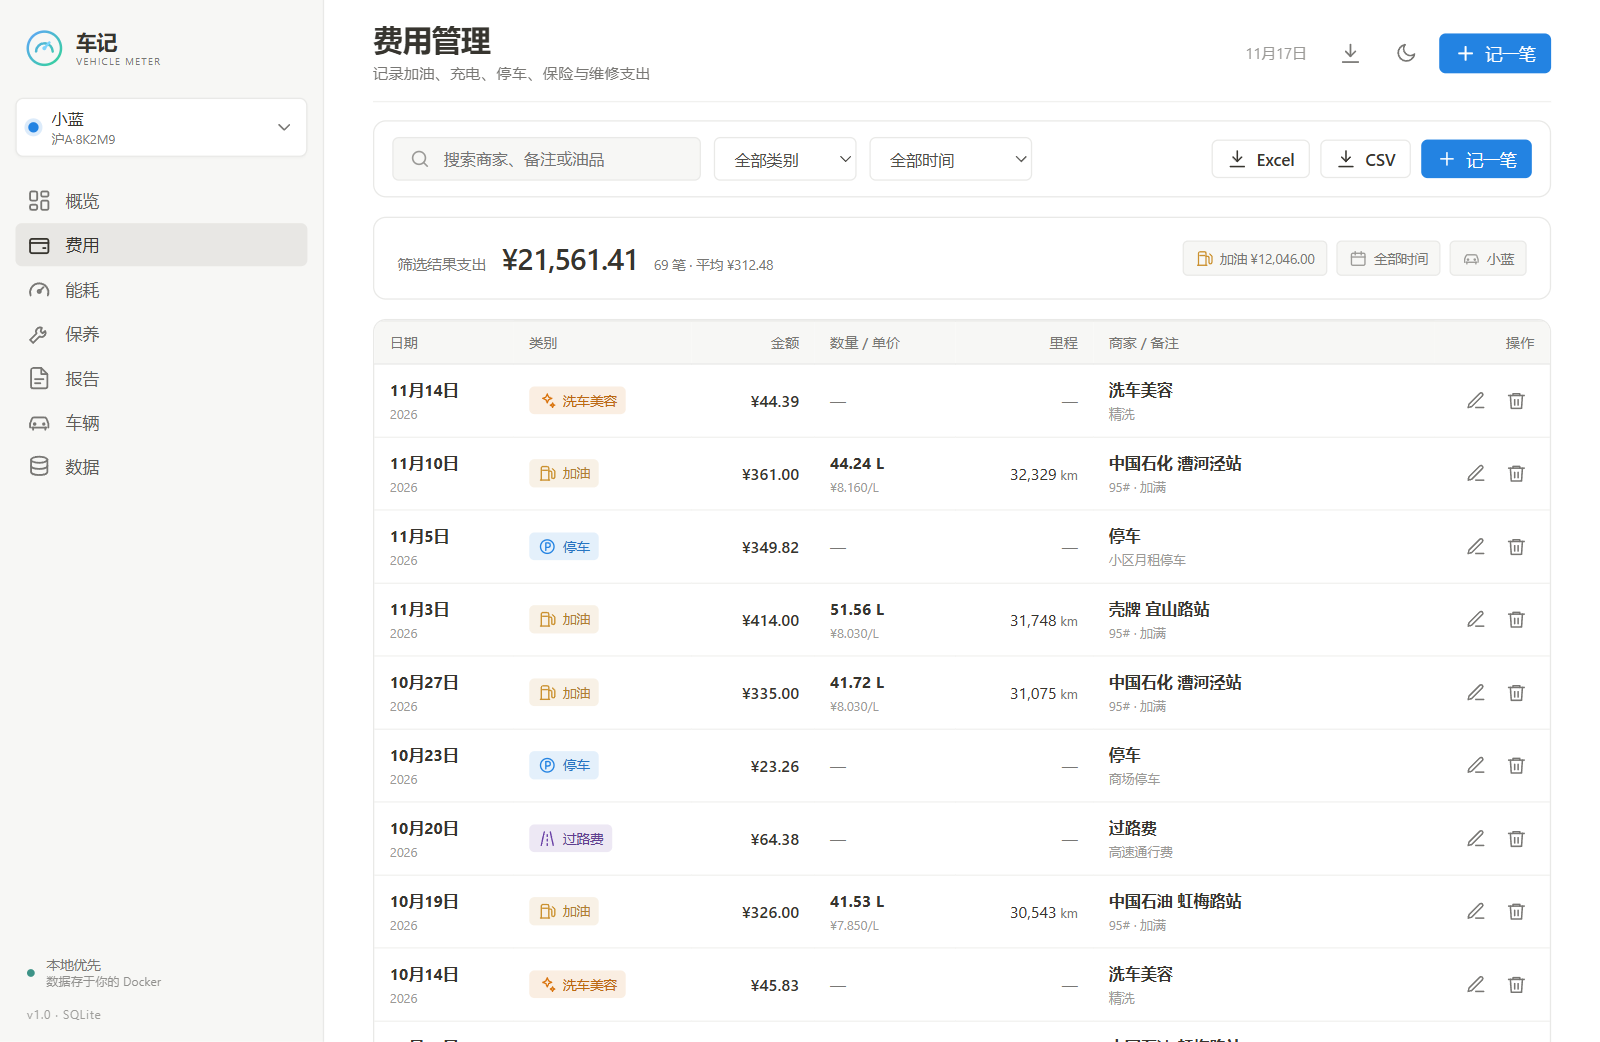 车记
VEHICLE METER
小蓝
沪A·8K2M9
概览
费用
能耗
保养
报告
车辆
数据
本地优先
数据存于你的 Docker
v1.0 · SQLite
费用管理
记录加油、充电、停车、保险与维修支出
11月17日
记一笔
搜索商家、备注或油品
全部类别
全部时间
Excel
CSV
记一笔
筛选结果支出 ¥21,561.41 69 笔 · 平均 ¥312.48
加油 ¥12,046.00
全部时间
小蓝
日期 类别 金额 数量 / 单价 里程 商家 / 备注 操作
11月14日 洗车美容 ¥44.39 — — 洗车美容
2026 精洗
11月10日 加油 ¥361.00 44.24 L 32,329 km 中国石化 漕河泾站
2026 ¥8.160/L 95# · 加满
11月5日 停车 ¥349.82 — — 停车
2026 小区月租停车
11月3日 加油 ¥414.00 51.56 L 31,748 km 壳牌 宜山路站
2026 ¥8.030/L 95# · 加满
10月27日 加油 ¥335.00 41.72 L 31,075 km 中国石化 漕河泾站
2026 ¥8.030/L 95# · 加满
10月23日 停车 ¥23.26 — — 停车
2026 商场停车
10月20日 过路费 ¥64.38 — — 过路费
2026 高速通行费
10月19日 加油 ¥326.00 41.53 L 30,543 km 中国石油 虹梅路站
2026 ¥7.850/L 95# · 加满
10月14日 洗车美容 ¥45.83 — — 洗车美容
2026 精洗